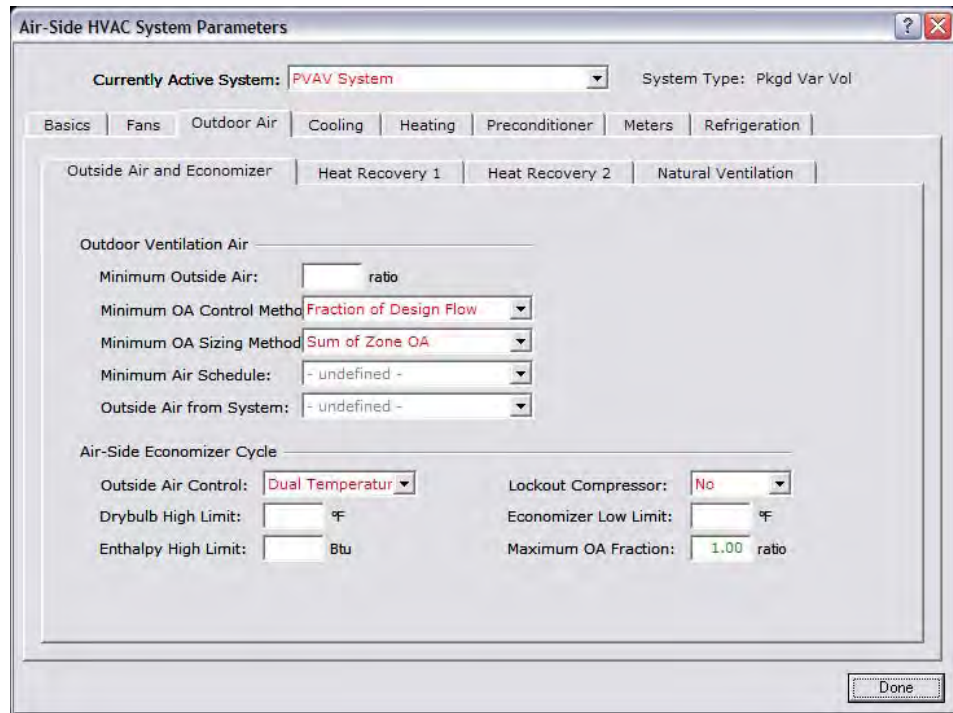 Air-Side HVAC System Parameters
Currently Active System: PVAV System System Type: Pkgd Var Vol
Basics Fans Outdoor Air Cooling Heating Preconditioner Meters Refrigeration
Outside Air and Economizer Heat Recovery 1 Heat Recovery 2 Natural Ventilation
Outdoor Ventilation Air
Minimum Outside Air: ratio
Minimum OA Control Metho Fraction of Design Flow
Minimum OA Sizing Method Sum of Zone OA
Minimum Air Schedule: - undefined -
Outside Air from System: - undefined -
Air-Side Economizer Cycle
Outside Air Control: Dual Temperatur Lockout Compressor: No
Drybulb High Limit: °F Economizer Low Limit: °F
Enthalpy High Limit: Btu Maximum OA Fraction: 1.00 ratio
Done